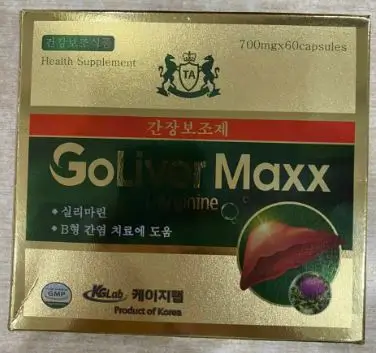 건강보조식품
Health Supplement
700mgx60capsules
TA
간장보조제
GoLiver Maxx
• 실리마린
• B형 간염 치료에 도움
GMP
KGLab 케이지랩
Product of Korea